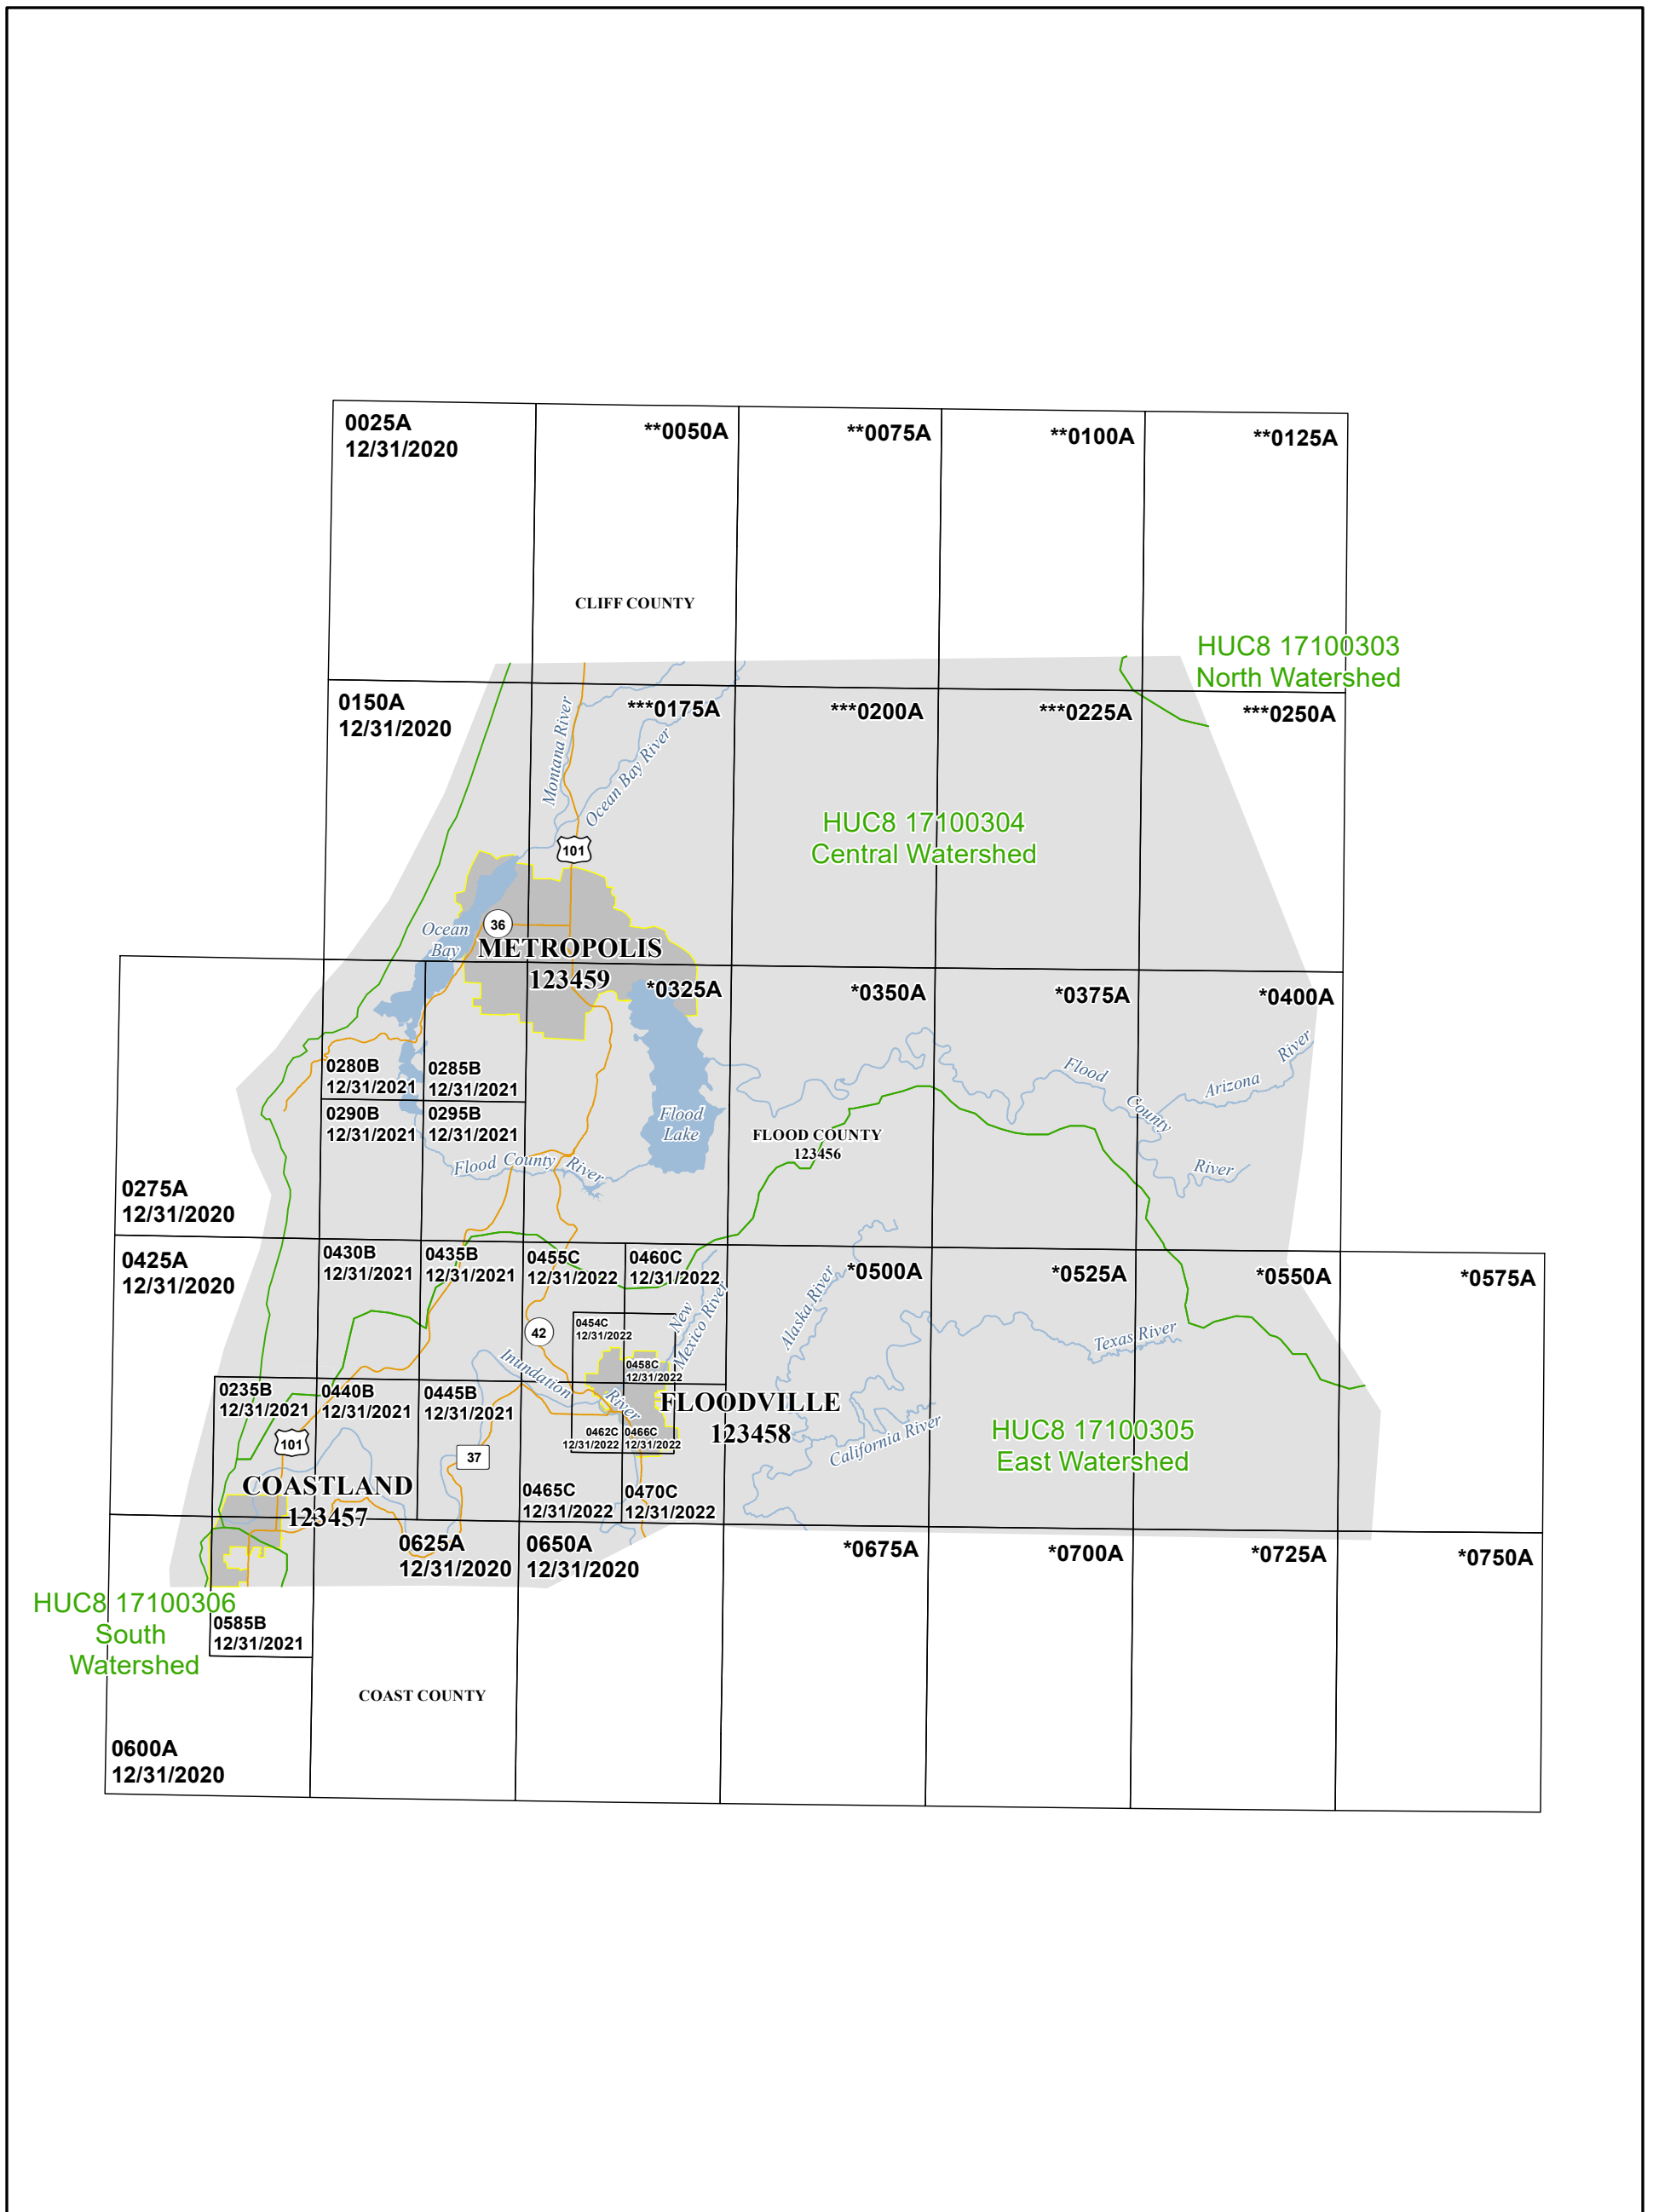 0025A
12/31/2020
**0050A
**0075A
**0100A
**0125A
CLIFF COUNTY
HUC8 17100303
North Watershed
0150A
12/31/2020
***0175A
***0200A
***0225A
***0250A
Montana River
Ocean Bay River
HUC8 17100304
Central Watershed
101
36
Ocean
Bay
METROPOLIS
123459
*0325A
*0350A
*0375A
*0400A
0280B
12/31/2021
0285B
12/31/2021
0290B
12/31/2021
0295B
12/31/2021
Flood
County
River
Arizona
River
Flood
Lake
FLOOD COUNTY
123456
Flood County River
0275A
12/31/2020
0425A
12/31/2020
0430B
12/31/2021
0435B
12/31/2021
0455C
12/31/2022
0460C
12/31/2022
*0500A
*0525A
*0550A
*0575A
New
Mexico River
Alaska River
Texas River
42
0454C
12/31/2022
0458C
12/31/2022
Inundation
River
0235B
12/31/2021
0440B
12/31/2021
0445B
12/31/2021
FLOODVILLE
123458
California River
HUC8 17100305
East Watershed
0462C
12/31/2022
0466C
12/31/2022
101
37
COASTLAND
123457
0465C
12/31/2022
0470C
12/31/2022
0625A
12/31/2020
0650A
12/31/2020
*0675A
*0700A
*0725A
*0750A
HUC8 17100306
South
Watershed
0585B
12/31/2021
COAST COUNTY
0600A
12/31/2020